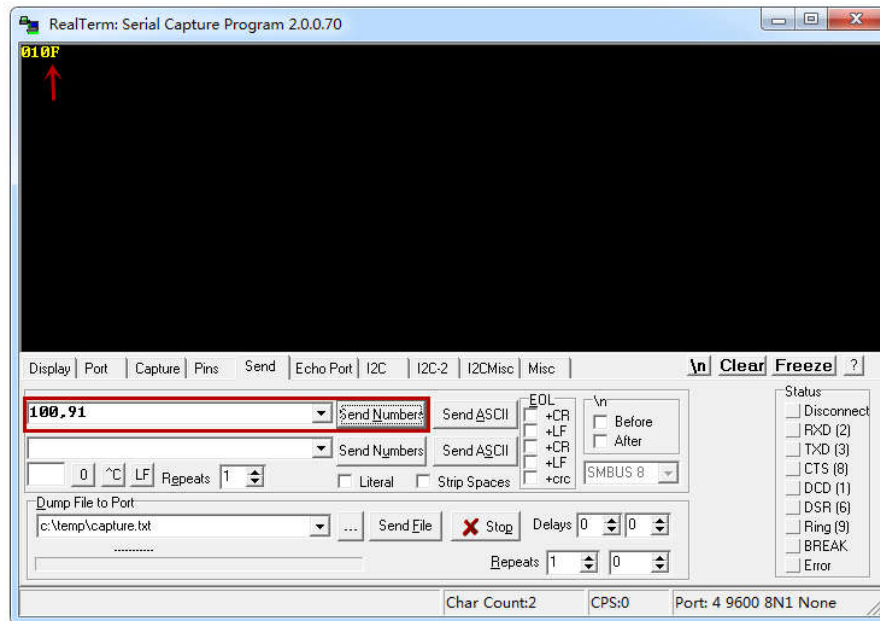 RealTerm: Serial Capture Program 2.0.0.70
010F
Display Port Capture Pins Send Echo Port I2C I2C-2 I2CMisc Misc \n Clear Freeze ?
100,91 Send Numbers Send ASCII
Send Numbers Send ASCII
0 ^C LF Repeats 1 Literal Strip Spaces
EOL
+CR
+LF
+CR
+LF
+crc
\n
Before
After
SMBUS 8
Dump File to Port
c:\temp\capture.txt ... Send File Stop Delays 0 0
Repeats 1 0
Status
Disconnect
RXD (2)
TXD (3)
CTS (8)
DCD (1)
DSR (6)
Ring (9)
BREAK
Error
Char Count:2 CPS:0 Port: 4 9600 8N1 None